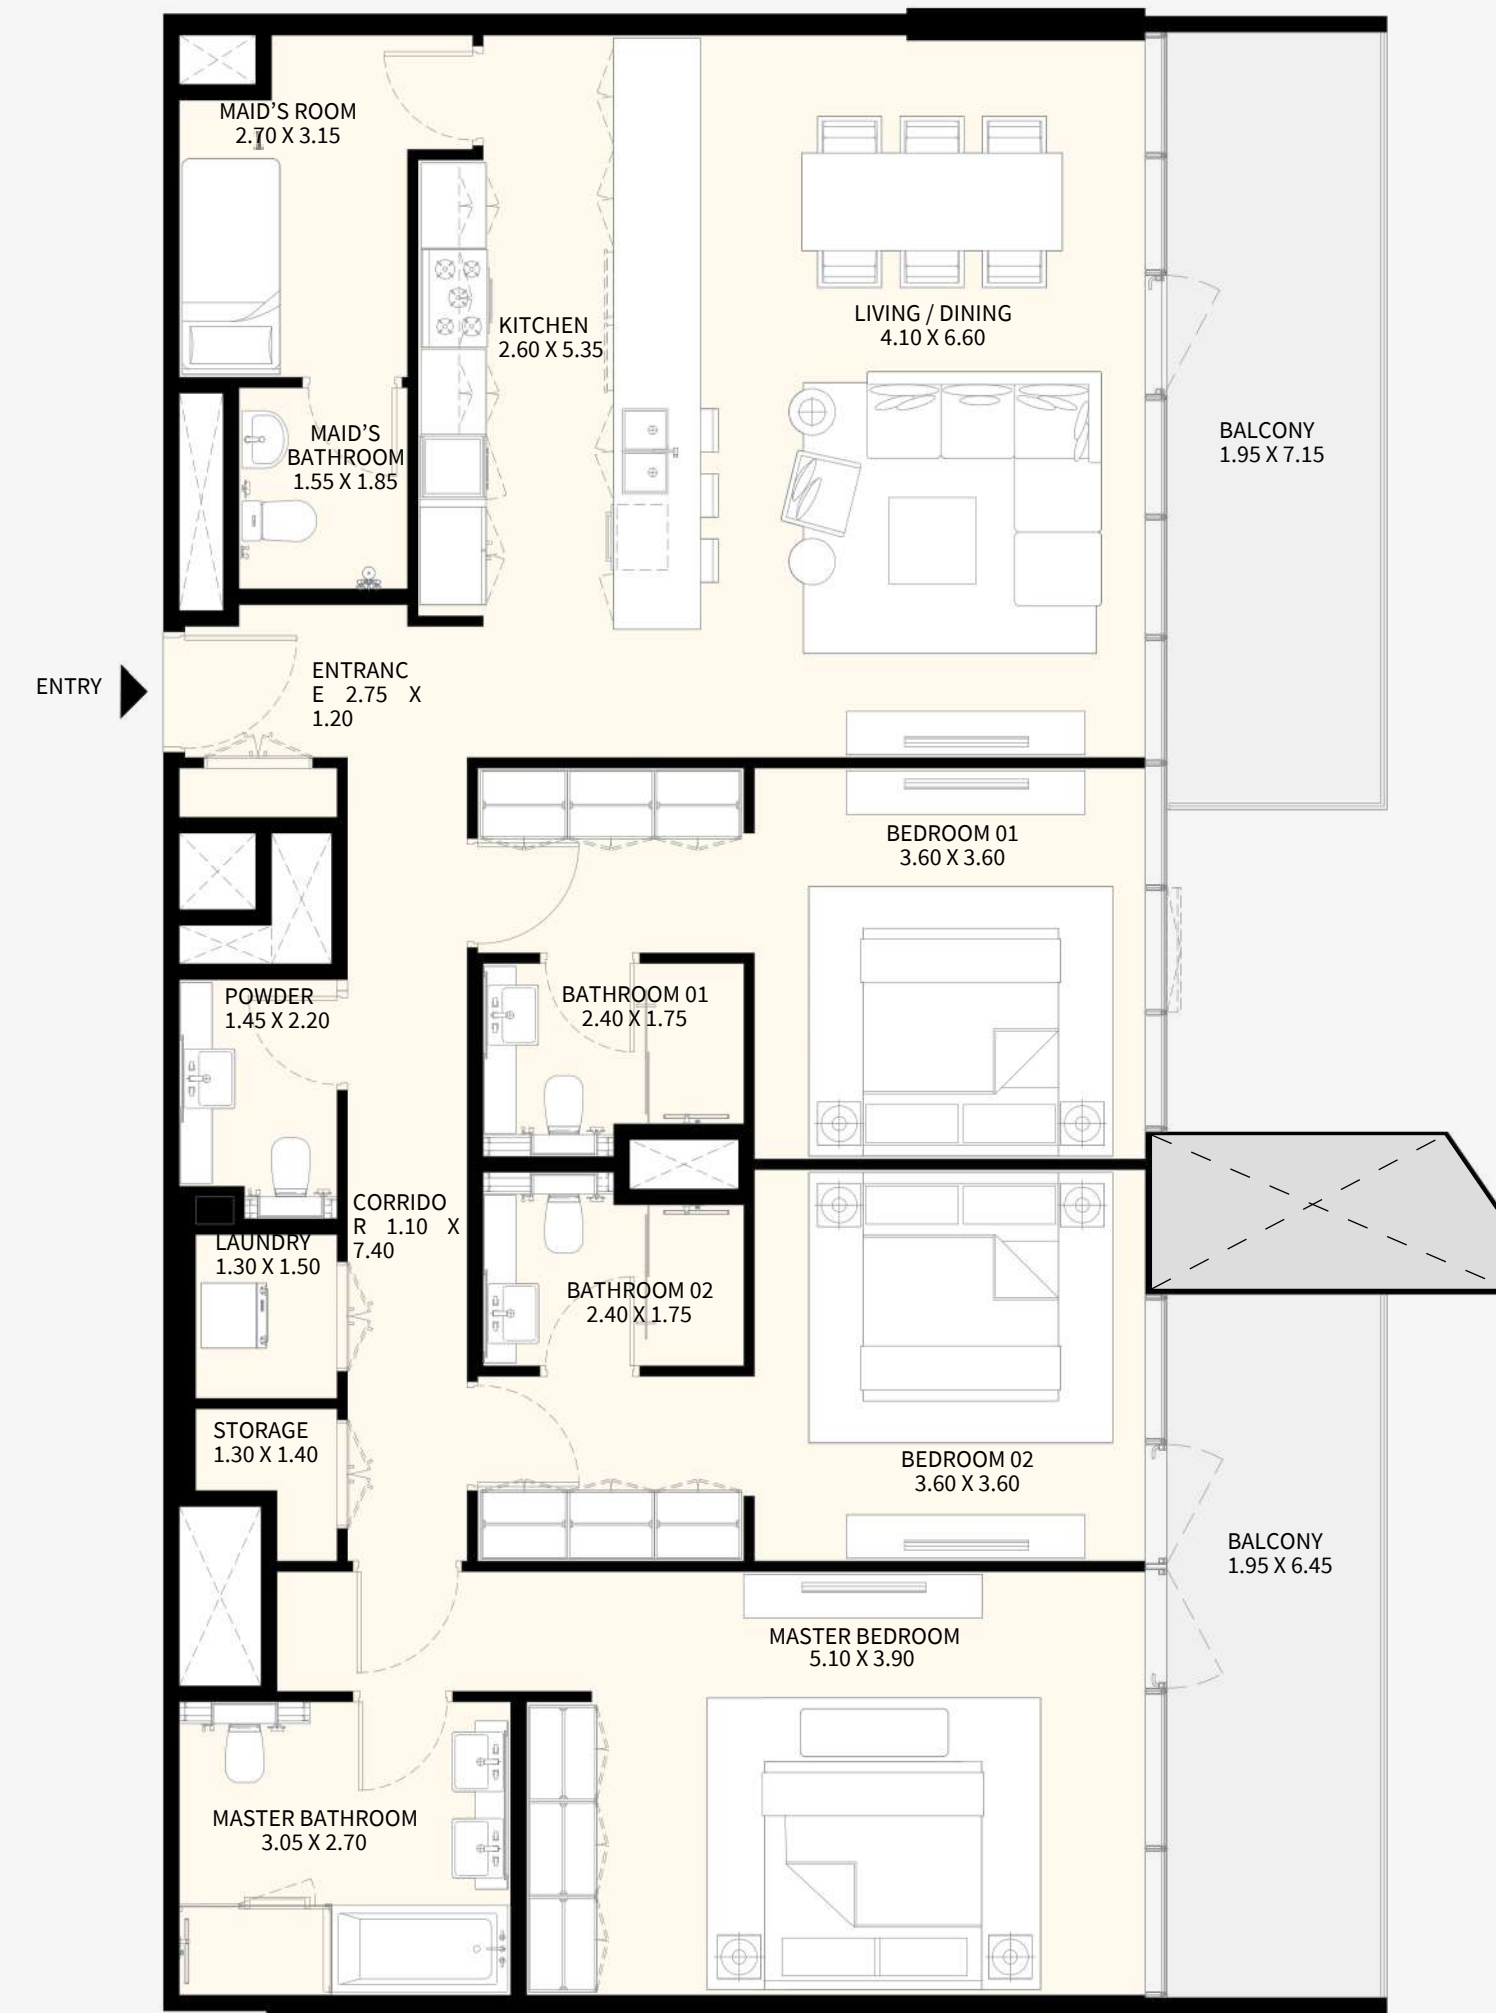 MAID’S ROOM
2.70 X 3.15
KITCHEN
2.60 X 5.35
LIVING / DINING
4.10 X 6.60
MAID’S
BATHROOM
1.55 X 1.85
BALCONY
1.95 X 7.15
ENTRY
ENTRANC
E 2.75 X
1.20
BEDROOM 01
3.60 X 3.60
POWDER
1.45 X 2.20
BATHROOM 01
2.40 X 1.75
CORRIDO
R 1.10 X
7.40
LAUNDRY
1.30 X 1.50
BATHROOM 02
2.40 X 1.75
STORAGE
1.30 X 1.40
BEDROOM 02
3.60 X 3.60
BALCONY
1.95 X 6.45
MASTER BEDROOM
5.10 X 3.90
MASTER BATHROOM
3.05 X 2.70